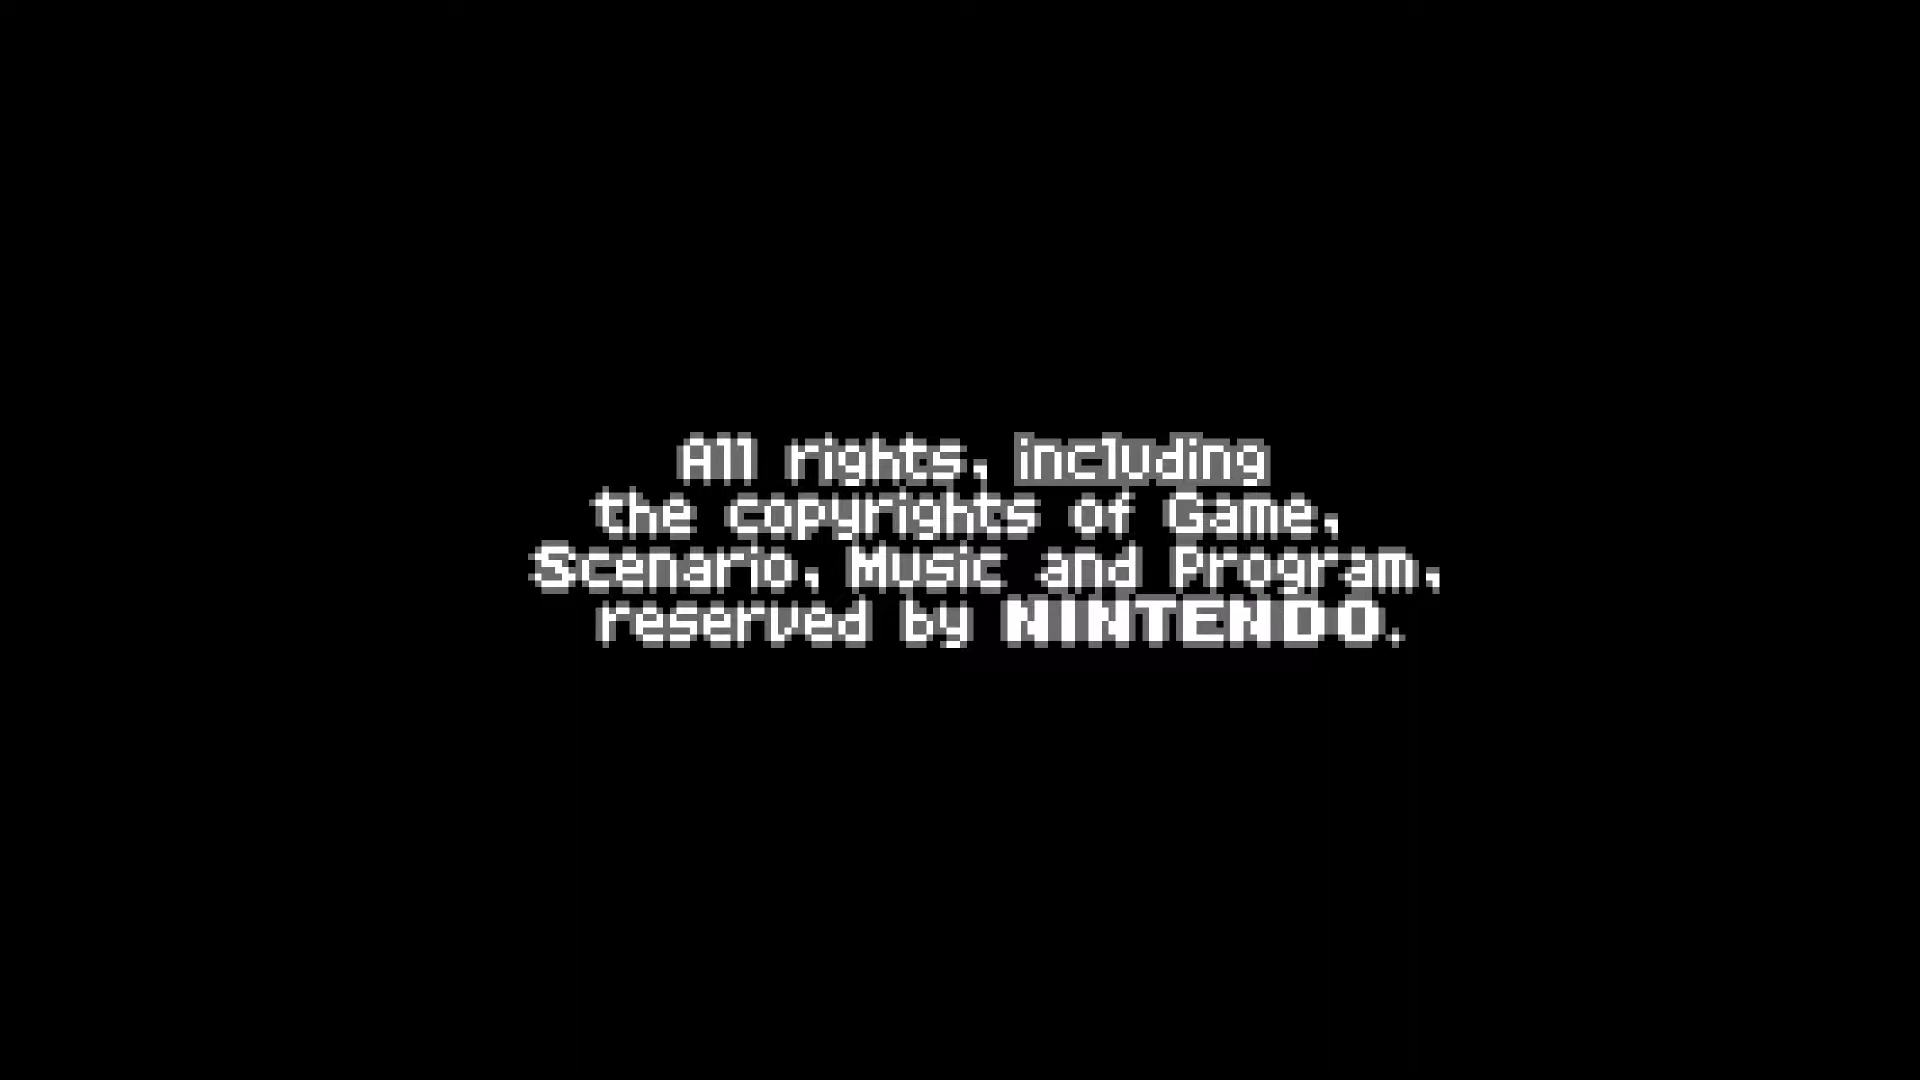 All rights, including
the copyrights of Game,
Scenario, Music and Program,
reserved by NINTENDO.